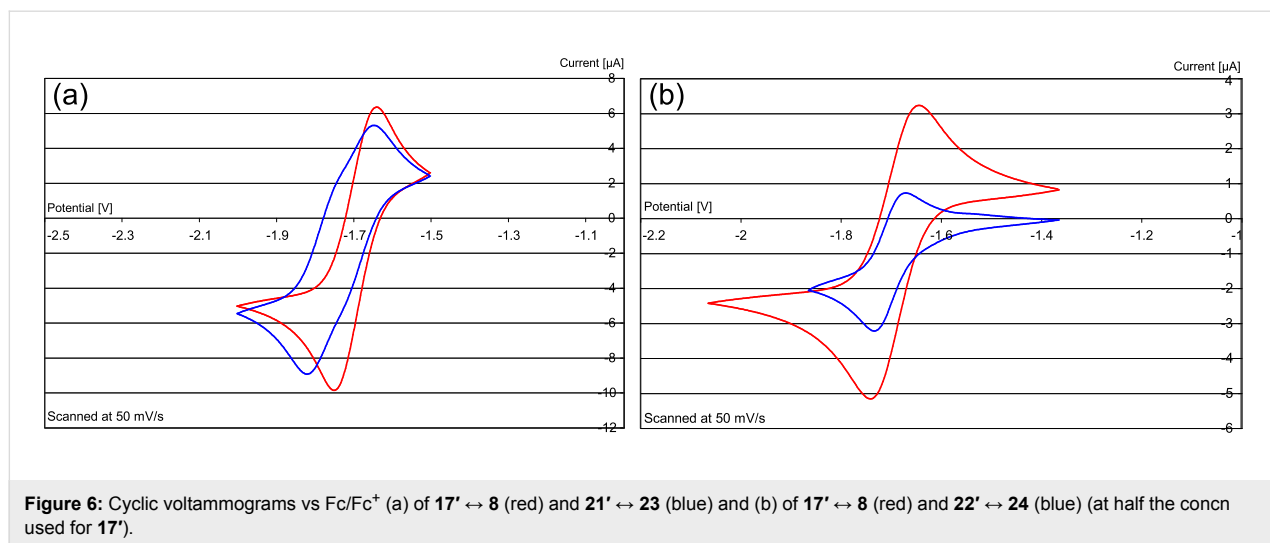 Current [µA]
(a)
8
6
4
2
0
Potential [V]
-2.5 -2.3 -2.1 -1.9 -1.7 -1.5 -1.3 -1.1
-2
-4
-6
-8
-10
Scanned at 50 mV/s
-12
Current [µA]
(b)
4
3
2
1
Potential [V]
0
-2.2 -2 -1.8 -1.6 -1.4 -1.2 -1
-1
-2
-3
-4
-5
Scanned at 50 mV/s
-6
Figure 6: Cyclic voltammograms vs Fc/Fc+ (a) of 17′ ↔ 8 (red) and 21′ ↔ 23 (blue) and (b) of 17′ ↔ 8 (red) and 22′ ↔ 24 (blue) (at half the concn
used for 17′).